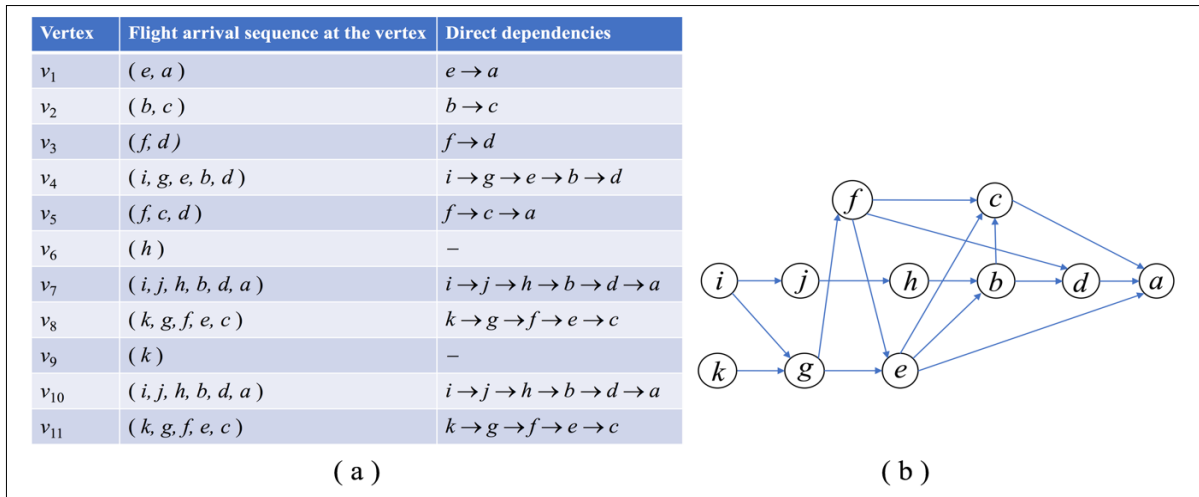 Vertex Flight arrival sequence at the vertex Direct dependencies
v1 ( e, a ) e → a
v2 ( b, c ) b → c
v3 ( f, d ) f → d
v4 ( i, g, e, b, d ) i → g → e → b → d
v5 ( f, c, d ) f → c → a
v6 ( h ) –
v7 ( i, j, h, b, d, a ) i → j → h → b → d → a
v8 ( k, g, f, e, c ) k → g → f → e → c
v9 ( k ) –
v10 ( i, j, h, b, d, a ) i → j → h → b → d → a
v11 ( k, g, f, e, c ) k → g → f → e → c
( a )
f c
i j h b d a
k g e
( b )